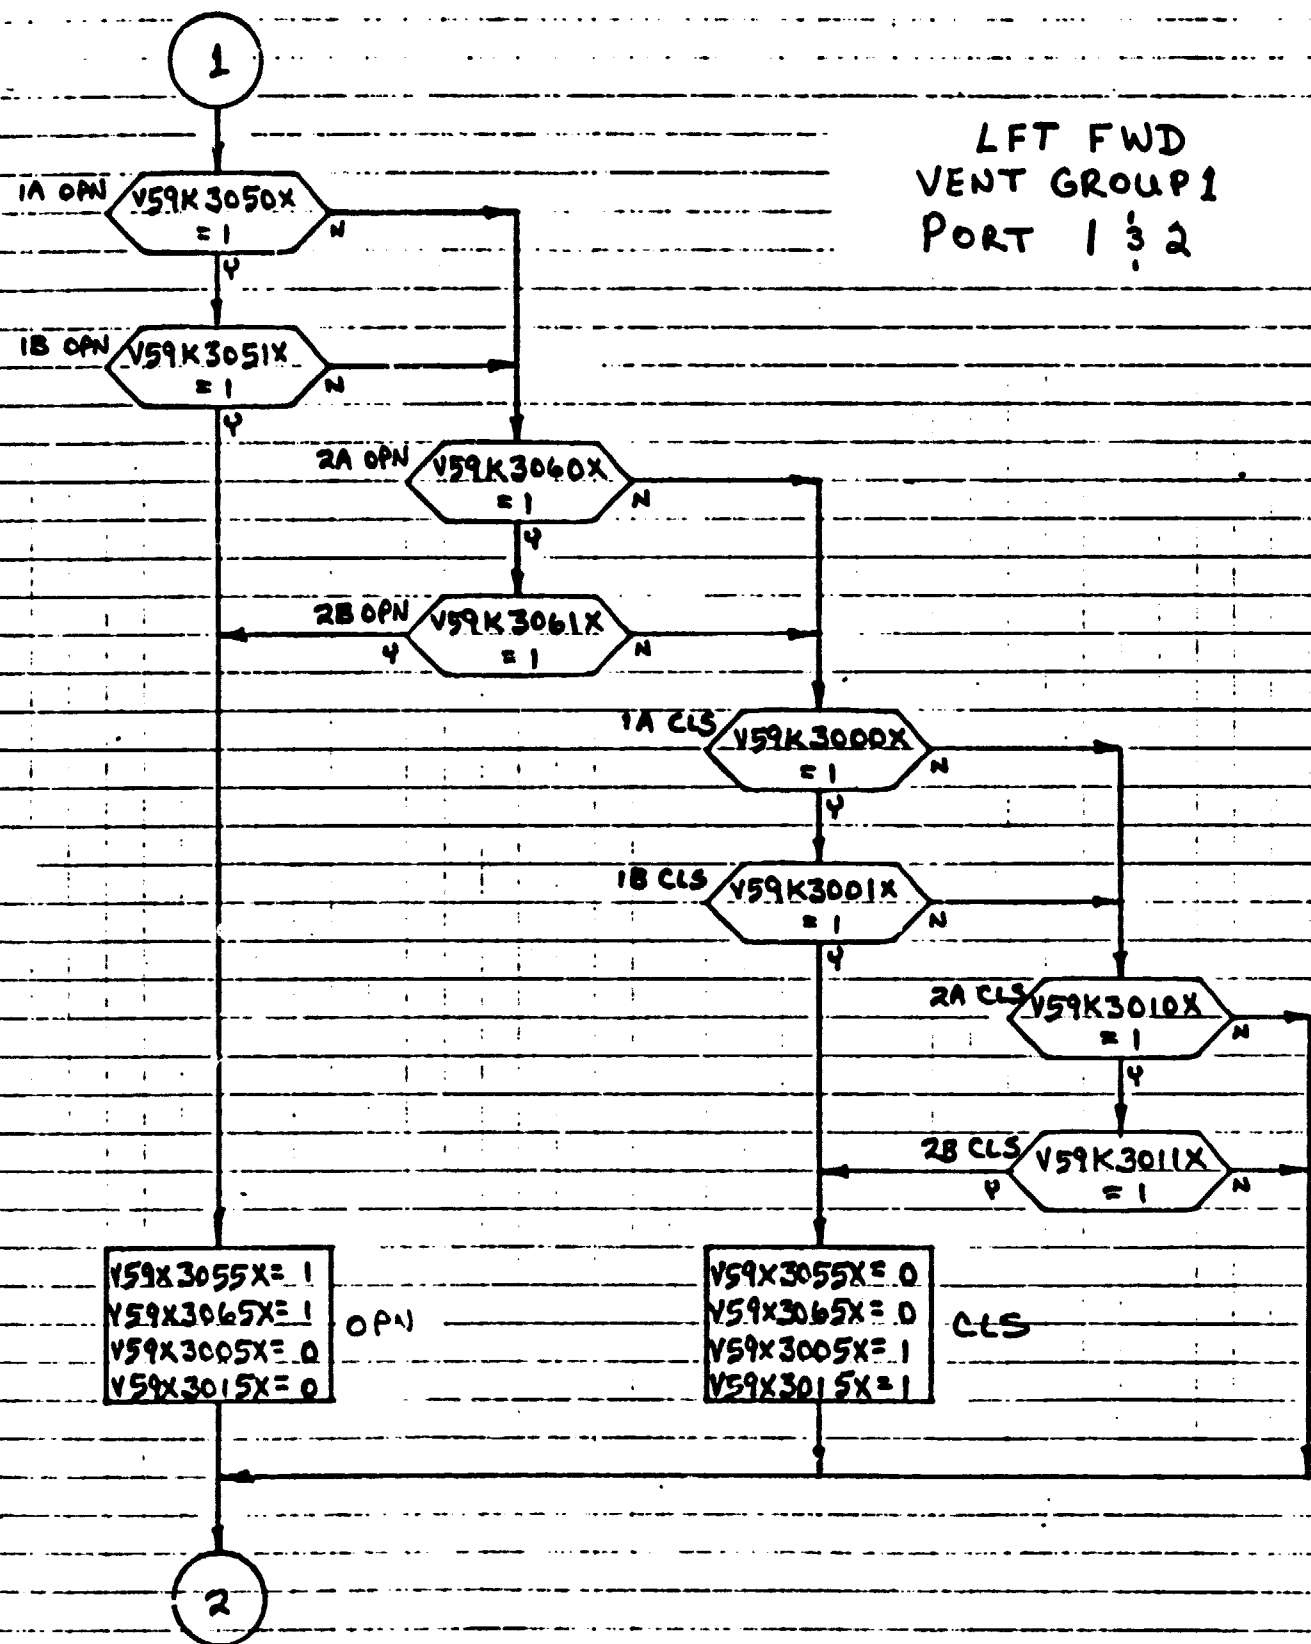 1
LFT FWD
VENT GROUP 1
PORT 1 & 2
1A OPN
V59K3050X
= 1
N
Y
1B OPN
V59K3051X
= 1
N
Y
2A OPN
V59K3060X
= 1
N
Y
2B OPN
V59K3061X
= 1
N
Y
1A CLS
V59K3000X
= 1
N
Y
1B CLS
V59K3001X
= 1
N
Y
2A CLS
V59K3010X
= 1
N
Y
2B CLS
V59K3011X
= 1
N
Y
V59X3055X= 1
V59X3065X= 1
V59X3005X= 0
V59X3015X= 0
OPN
V59X3055X= 0
V59X3065X= 0
V59X3005X= 1
V59X3015X= 1
CLS
2